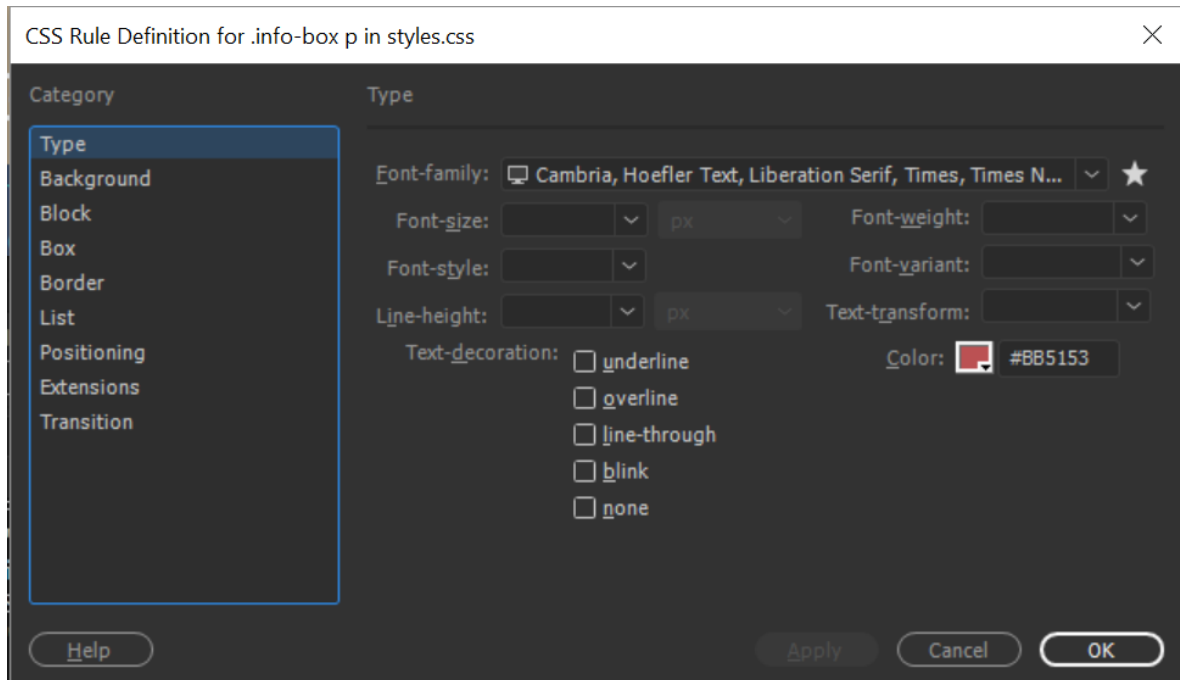 CSS Rule Definition for .info-box p in styles.css
Category
Type
Background
Block
Box
Border
List
Positioning
Extensions
Transition
Type
Font-family: Cambria, Hoefler Text, Liberation Serif, Times, Times N...
Font-size: px Font-weight:
Font-style: Font-variant:
Line-height: px Text-transform:
Text-decoration: underline Color: #BB5153
overline
line-through
blink
none
Help Apply Cancel OK